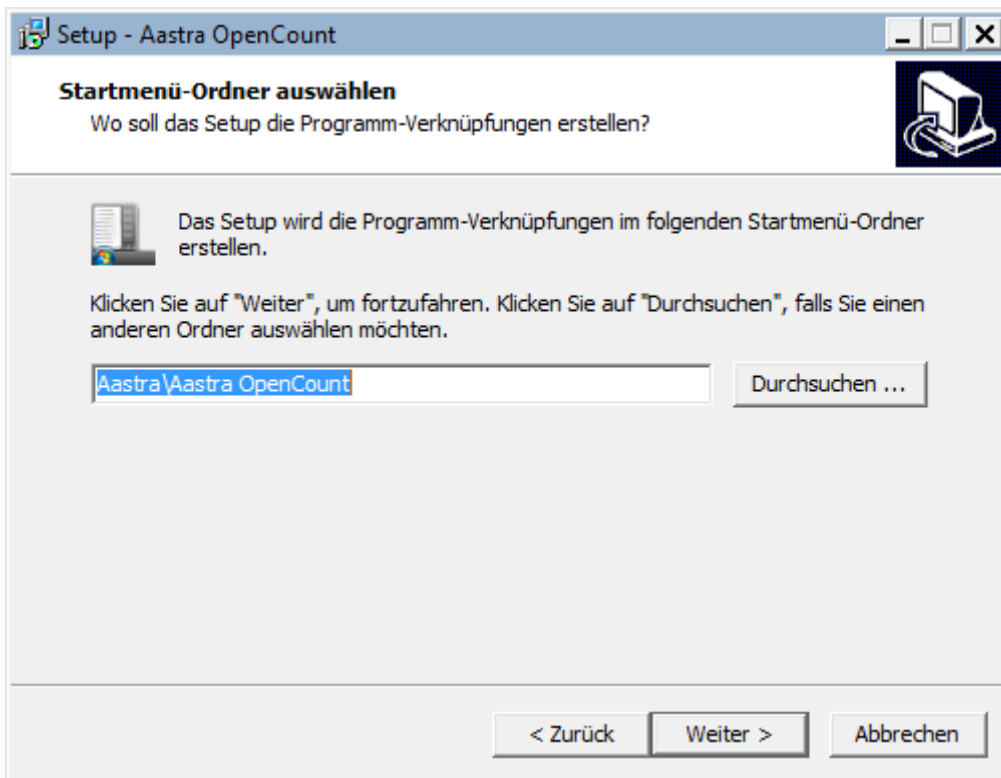 Setup - Aastra OpenCount
Startmenü-Ordner auswählen
Wo soll das Setup die Programm-Verknüpfungen erstellen?
Das Setup wird die Programm-Verknüpfungen im folgenden Startmenü-Ordner
erstellen.
Klicken Sie auf "Weiter", um fortzufahren. Klicken Sie auf "Durchsuchen", falls Sie einen
anderen Ordner auswählen möchten.
Aastra\Aastra OpenCount
Durchsuchen ...
< Zurück
Weiter >
Abbrechen